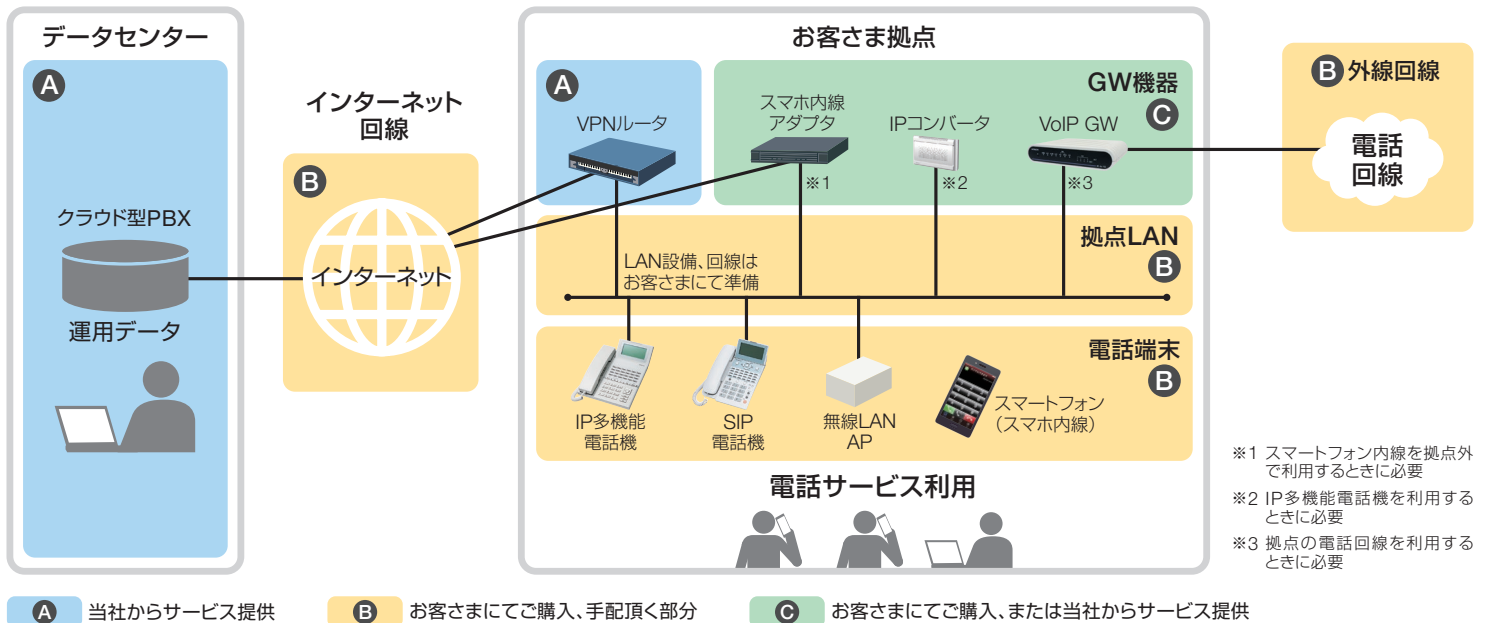 データセンター
A
クラウド型PBX
運用データ
インターネット
回線
B
インターネット
お客さま拠点
A
VPNルータ
GW機器
C
スマホ内線
アダプタ
※1
IPコンバータ
※2
VoIP GW
※3
B 外線回線
電話
回線
拠点LAN
B
LAN設備、回線は
お客さまにて準備
電話端末
B
IP多機能
電話機
SIP
電話機
無線LAN
AP
スマートフォン
(スマホ内線)
電話サービス利用
※1 スマートフォン内線を拠点外
で利用するときに必要
※2 IP多機能電話機を利用する
ときに必要
※3 拠点の電話回線を利用する
ときに必要
A 当社からサービス提供
B お客さまにてご購入、手配頂く部分
C お客さまにてご購入、または当社からサービス提供